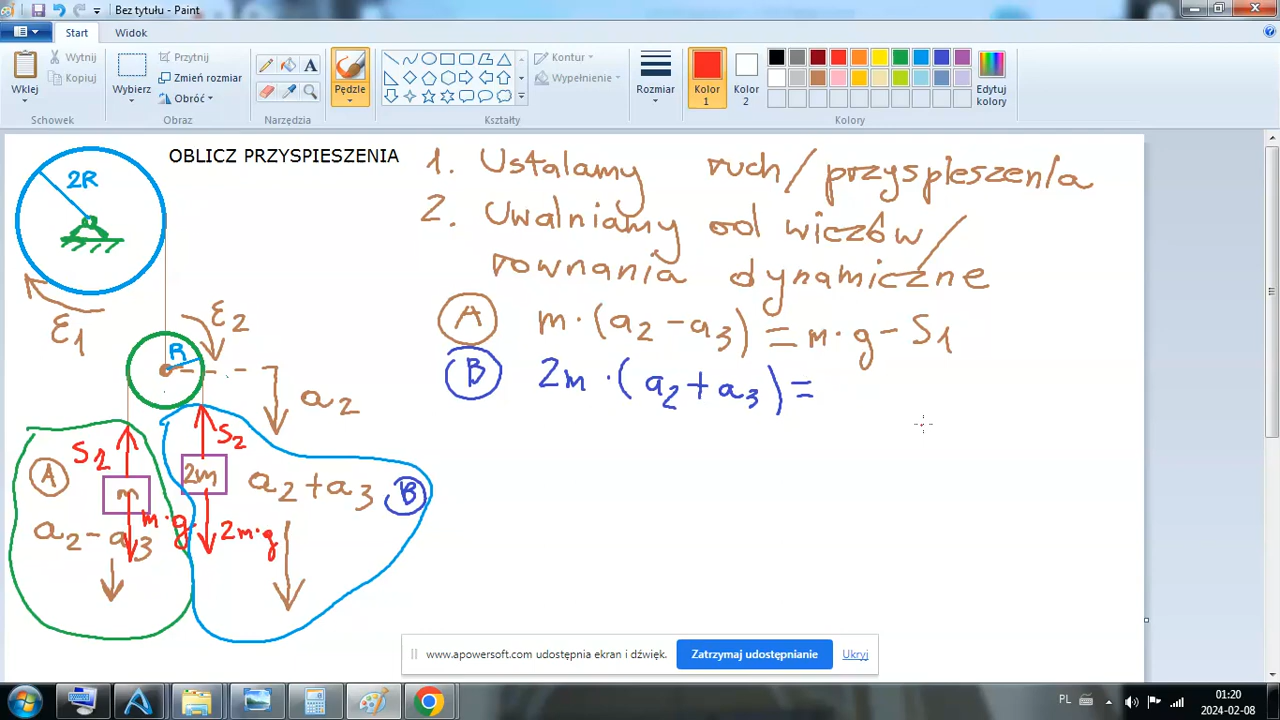 Bez tytułu - Paint
Start
Widok
Wklej
Wytnij
Kopiuj
Schowek
Wybierz
Przytnij
Zmień rozmiar
Obróć
Obraz
Narzędzia
Pędzle
Kształty
Kontur
Wypełnienie
Rozmiar
Kolor 1
Kolor 2
Edytuj kolory
Kolory
OBLICZ PRZYSPIESZENIA
2R
ε1
ε2
R
a2
S1
S2
A
m
2m
a2+a3
B
m·g
2m·g
a2-a3
1. Ustalamy ruch/przyspieszenia
2. Uwalniamy od wiezów/
rownania dynamiczne
A m·(a2-a3)=m·g-S1
B 2m·(a2+a3)=
www.apowersoft.com udostępnia ekran i dźwięk.
Zatrzymaj udostępnianie
Ukryj
PL
01:20
2024-02-08